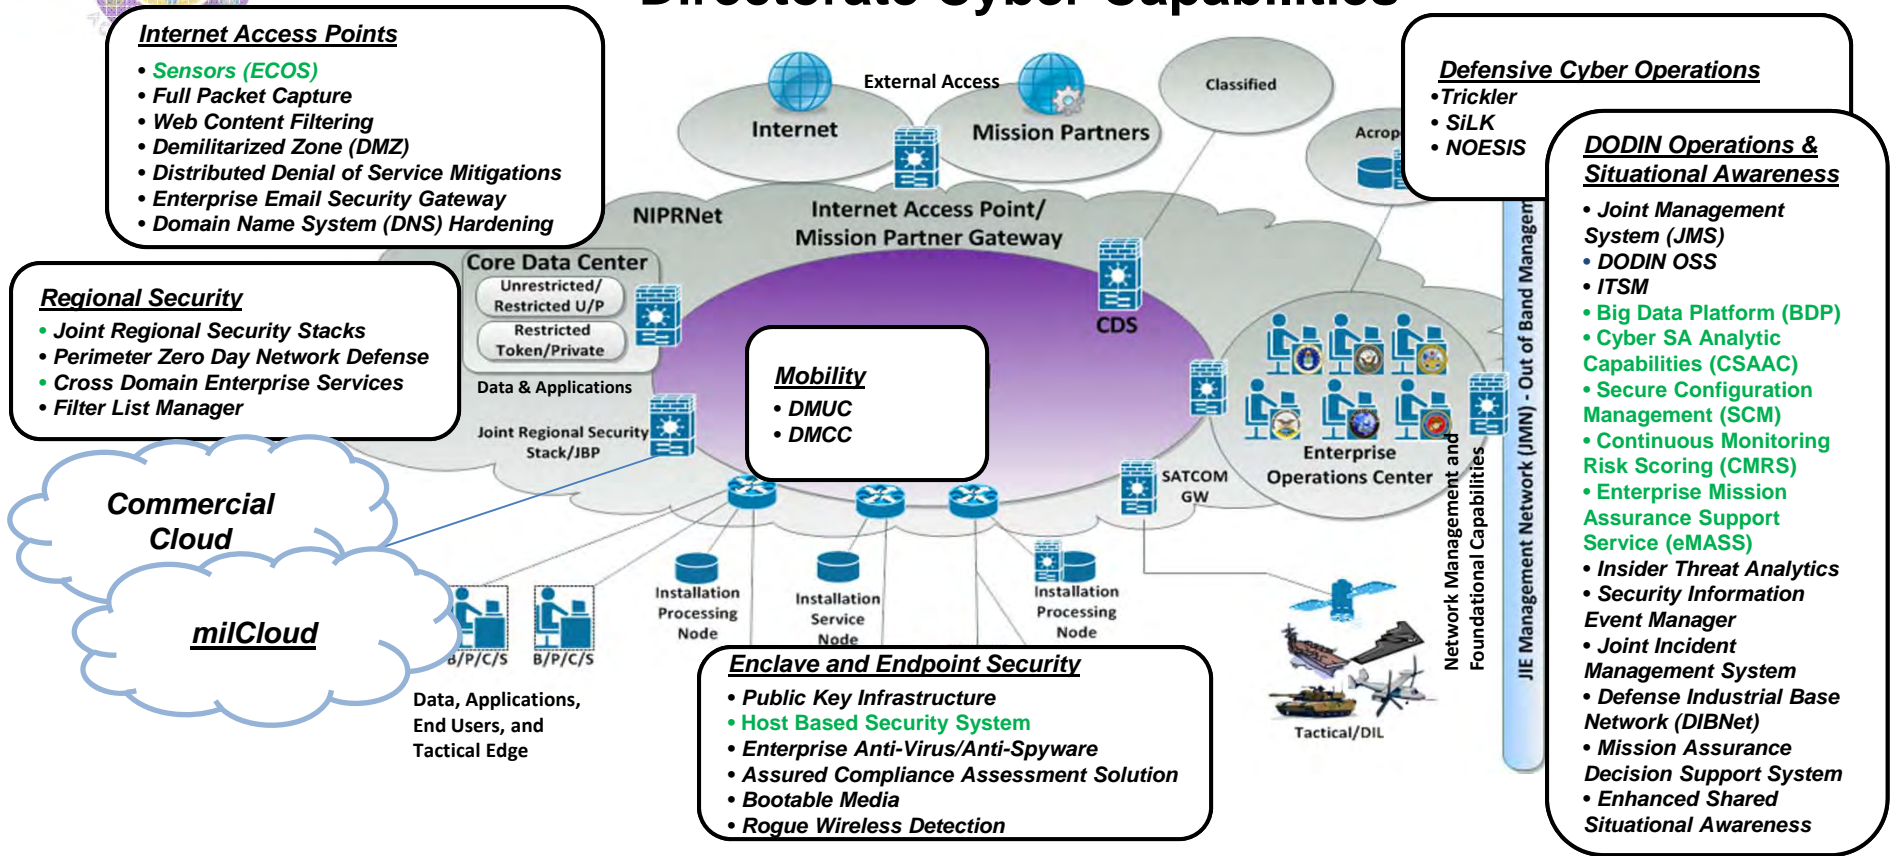 Directorate Cyber Capabilities
Internet Access Points
• Sensors (ECOS)
• Full Packet Capture
• Web Content Filtering
• Demilitarized Zone (DMZ)
• Distributed Denial of Service Mitigations
• Enterprise Email Security Gateway
• Domain Name System (DNS) Hardening
Regional Security
• Joint Regional Security Stacks
• Perimeter Zero Day Network Defense
• Cross Domain Enterprise Services
• Filter List Manager
Commercial
Cloud
milCloud
External Access
Internet
Mission Partners
Classified
NIPRNet
Internet Access Point/
Mission Partner Gateway
Core Data Center
Unrestricted/
Restricted U/P
Restricted
Token/Private
Data & Applications
Joint Regional Security
Stack/JBP
CDS
Mobility
• DMUC
• DMCC
Enterprise
Operations Center
SATCOM
GW
Installation
Processing
Node
Installation
Service
Node
Installation
Processing
Node
B/P/C/S
B/P/C/S
Data, Applications,
End Users, and
Tactical Edge
Tactical/DIL
Enclave and Endpoint Security
• Public Key Infrastructure
• Host Based Security System
• Enterprise Anti-Virus/Anti-Spyware
• Assured Compliance Assessment Solution
• Bootable Media
• Rogue Wireless Detection
Network Management and
Foundational Capabilities
JIE Management Network (JMN) - Out of Band Managem
Defensive Cyber Operations
•Trickler
• SiLK
• NOESIS
DODIN Operations &
Situational Awareness
• Joint Management
System (JMS)
• DODIN OSS
• ITSM
• Big Data Platform (BDP)
• Cyber SA Analytic
Capabilities (CSAAC)
• Secure Configuration
Management (SCM)
• Continuous Monitoring
Risk Scoring (CMRS)
• Enterprise Mission
Assurance Support
Service (eMASS)
• Insider Threat Analytics
• Security Information
Event Manager
• Joint Incident
Management System
• Defense Industrial Base
Network (DIBNet)
• Mission Assurance
Decision Support System
• Enhanced Shared
Situational Awareness